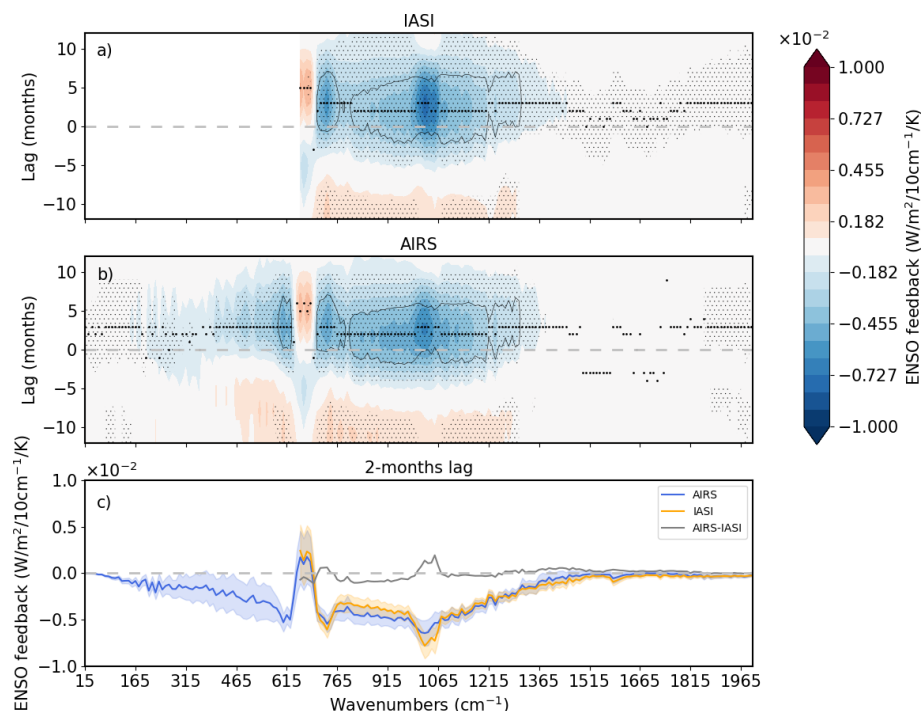 IASI
a)
10
5
0
−5
−10
Lag (months)
AIRS
b)
10
5
0
−5
−10
Lag (months)
×10⁻²
1.000
0.727
0.455
0.182
−0.182
−0.455
−0.727
−1.000
ENSO feedback (W/m²/10cm⁻¹/K)
×10⁻²
2-months lag
c)
1.0
0.5
0.0
−0.5
−1.0
ENSO feedback (W/m²/10cm⁻¹/K)
AIRS
IASI
AIRS-IASI
15 165 315 465 615 765 915 1065 1215 1365 1515 1665 1815 1965
Wavenumbers (cm⁻¹)